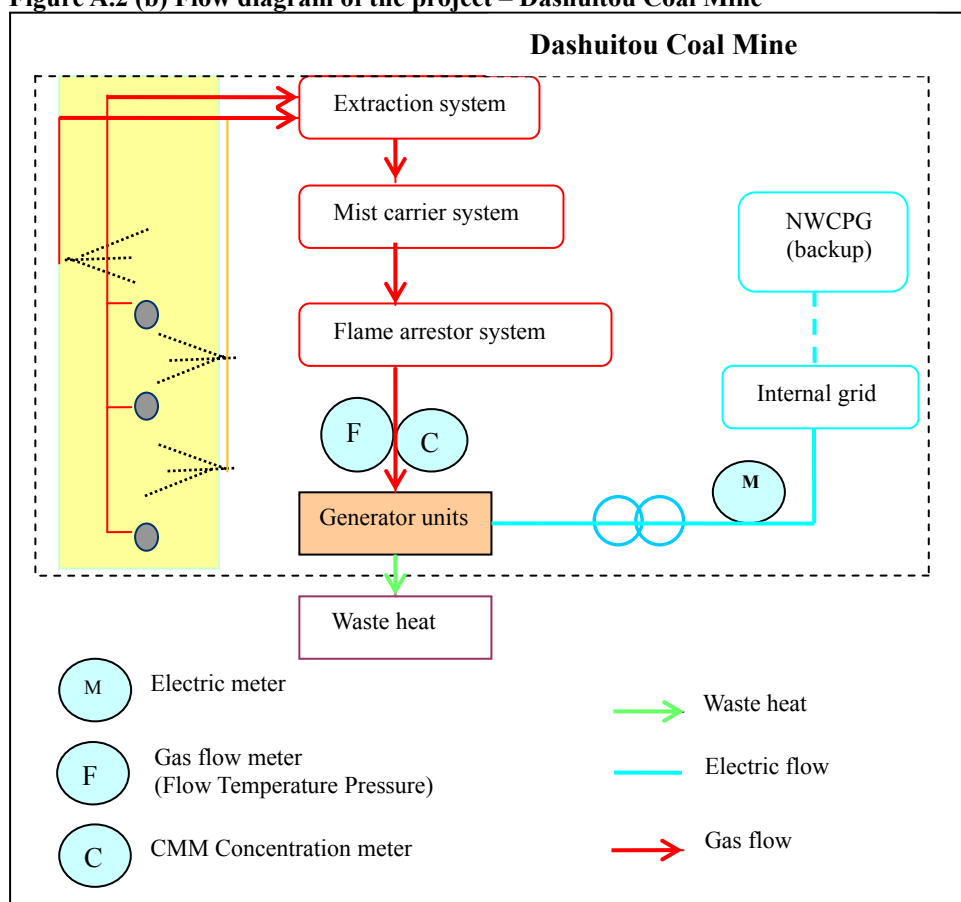 Figure A.2 (b) Flow diagram of the project – Dashuitou Coal Mine
Dashuitou Coal Mine
Extraction system
Mist carrier system
NWCPG
(backup)
Flame arrestor system
Internal grid
F
C
M
Generator units
Waste heat
M
Electric meter
Waste heat
F
Gas flow meter
(Flow Temperature Pressure)
Electric flow
C
CMM Concentration meter
Gas flow